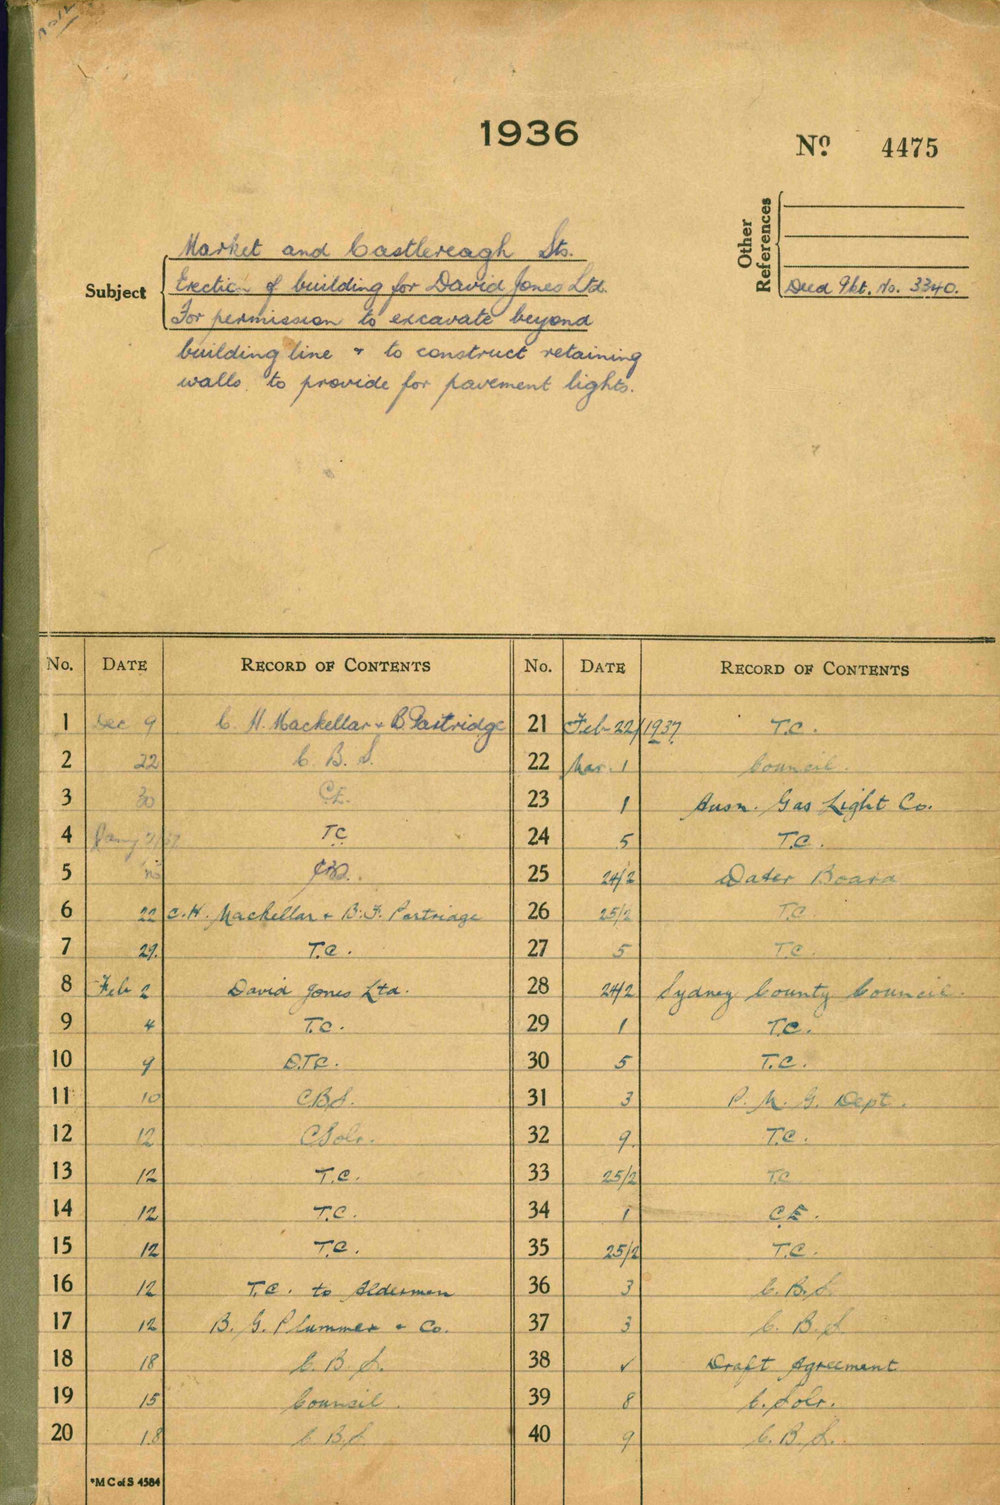 1936
Nº 4475
Other References
Deed Pkt. No. 3340.
Subject
Market and Castlereagh Sts.
Erection of building for David Jones Ltd.
For permission to excavate beyond
building line + to construct retaining
walls to provide for pavement lights.
No. DATE RECORD OF CONTENTS
1 Dec 9 C. H. Mackellar + B. Partridge
2 22 C. B. S.
3 30 C.E.
4 T.C
5
6 22 C.H. Mackellar + B.J. Partridge
7 29. T.C.
8 Feb 2 David Jones Ltd.
9 4 T.C.
10 9 D.T.C.
11 10 C.B.S.
12 12 C Solr.
13 12 T.C.
14 12 T.C.
15 12 T.C.
16 12 T.C. to Aldermen
17 12 B. G. Plummer + Co.
18 18 C. B. S.
19 15 Council.
20 18 C. B. S.
*M C of S 4584
No. DATE RECORD OF CONTENTS
21 Feb 22/1937 T.C.
22 Mar. 1 Council.
23 1 Ausn. Gas Light Co.
24 5 T.C.
25 24/2 Water Board
26 25/2 T.C.
27 5 T.C
28 24/2 Sydney County Council.
29 1 T.C.
30 5 T.C.
31 3 P. M. G. Dept.
32 9. T.C.
33 25/2 T.C
34 1 C.E.
35 25/2 T.C.
36 3 C. B. S.
37 3 C. B. S.
38 ✓ Draft Agreement
39 8 C. Solr.
40 9 C. B. S.